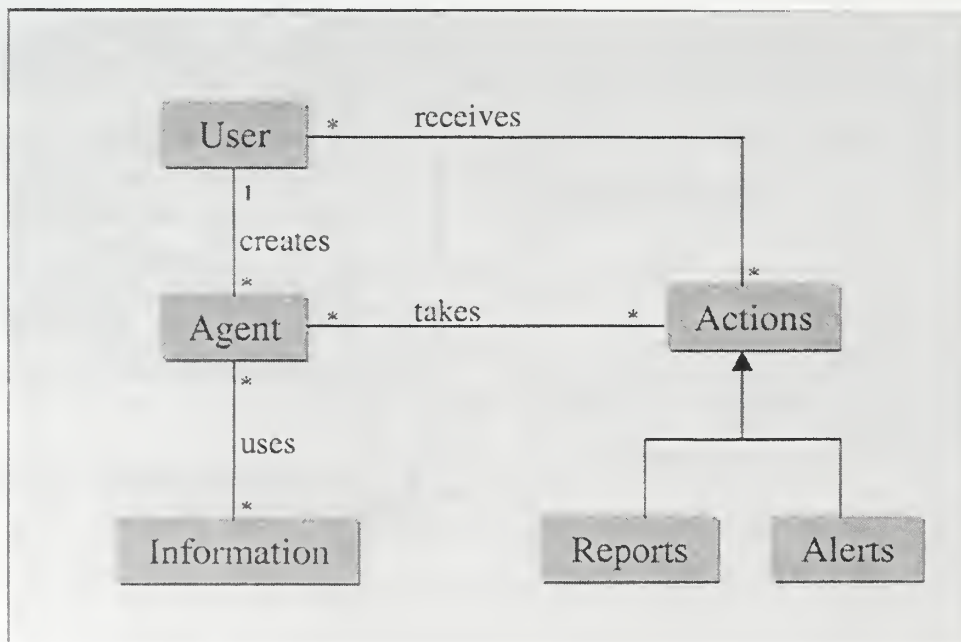 User
* receives
1
creates
*
*
Agent
* takes *
Actions
*
uses
*
Information
Reports
Alerts